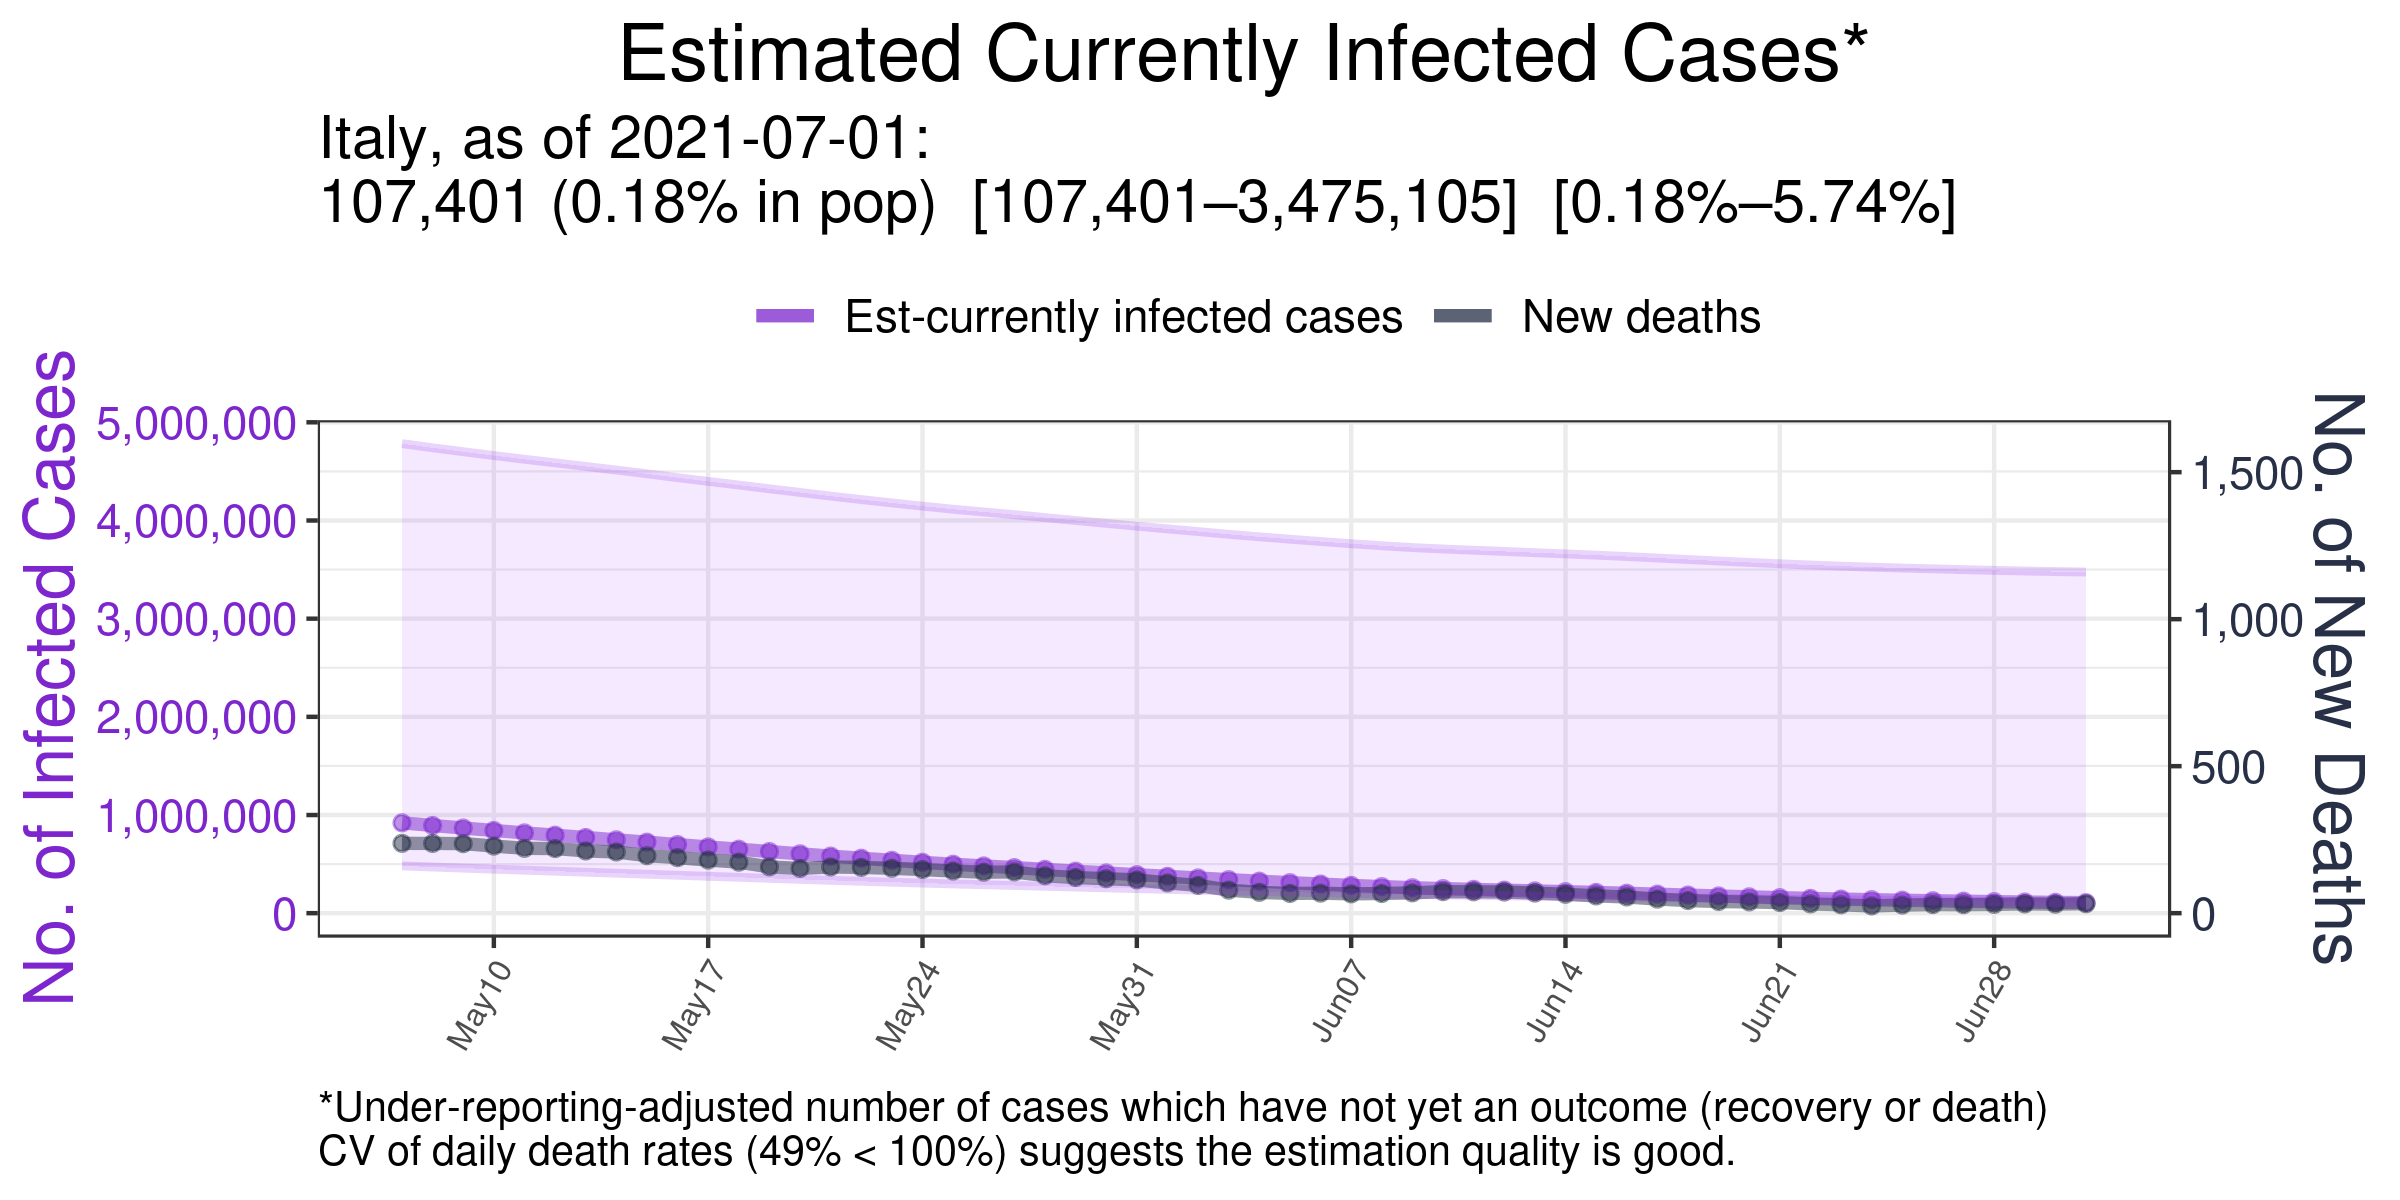 Estimated Currently Infected Cases*
Italy, as of 2021-07-01:
107,401 (0.18% in pop) [107,401–3,475,105] [0.18%–5.74%]
Est-currently infected cases
New deaths
No. of Infected Cases
5,000,000
4,000,000
3,000,000
2,000,000
1,000,000
0
1,500
1,000
500
0
No. of New Deaths
May10
May17
May24
May31
Jun07
Jun14
Jun21
Jun28
*Under-reporting-adjusted number of cases which have not yet an outcome (recovery or death)
CV of daily death rates (49% < 100%) suggests the estimation quality is good.